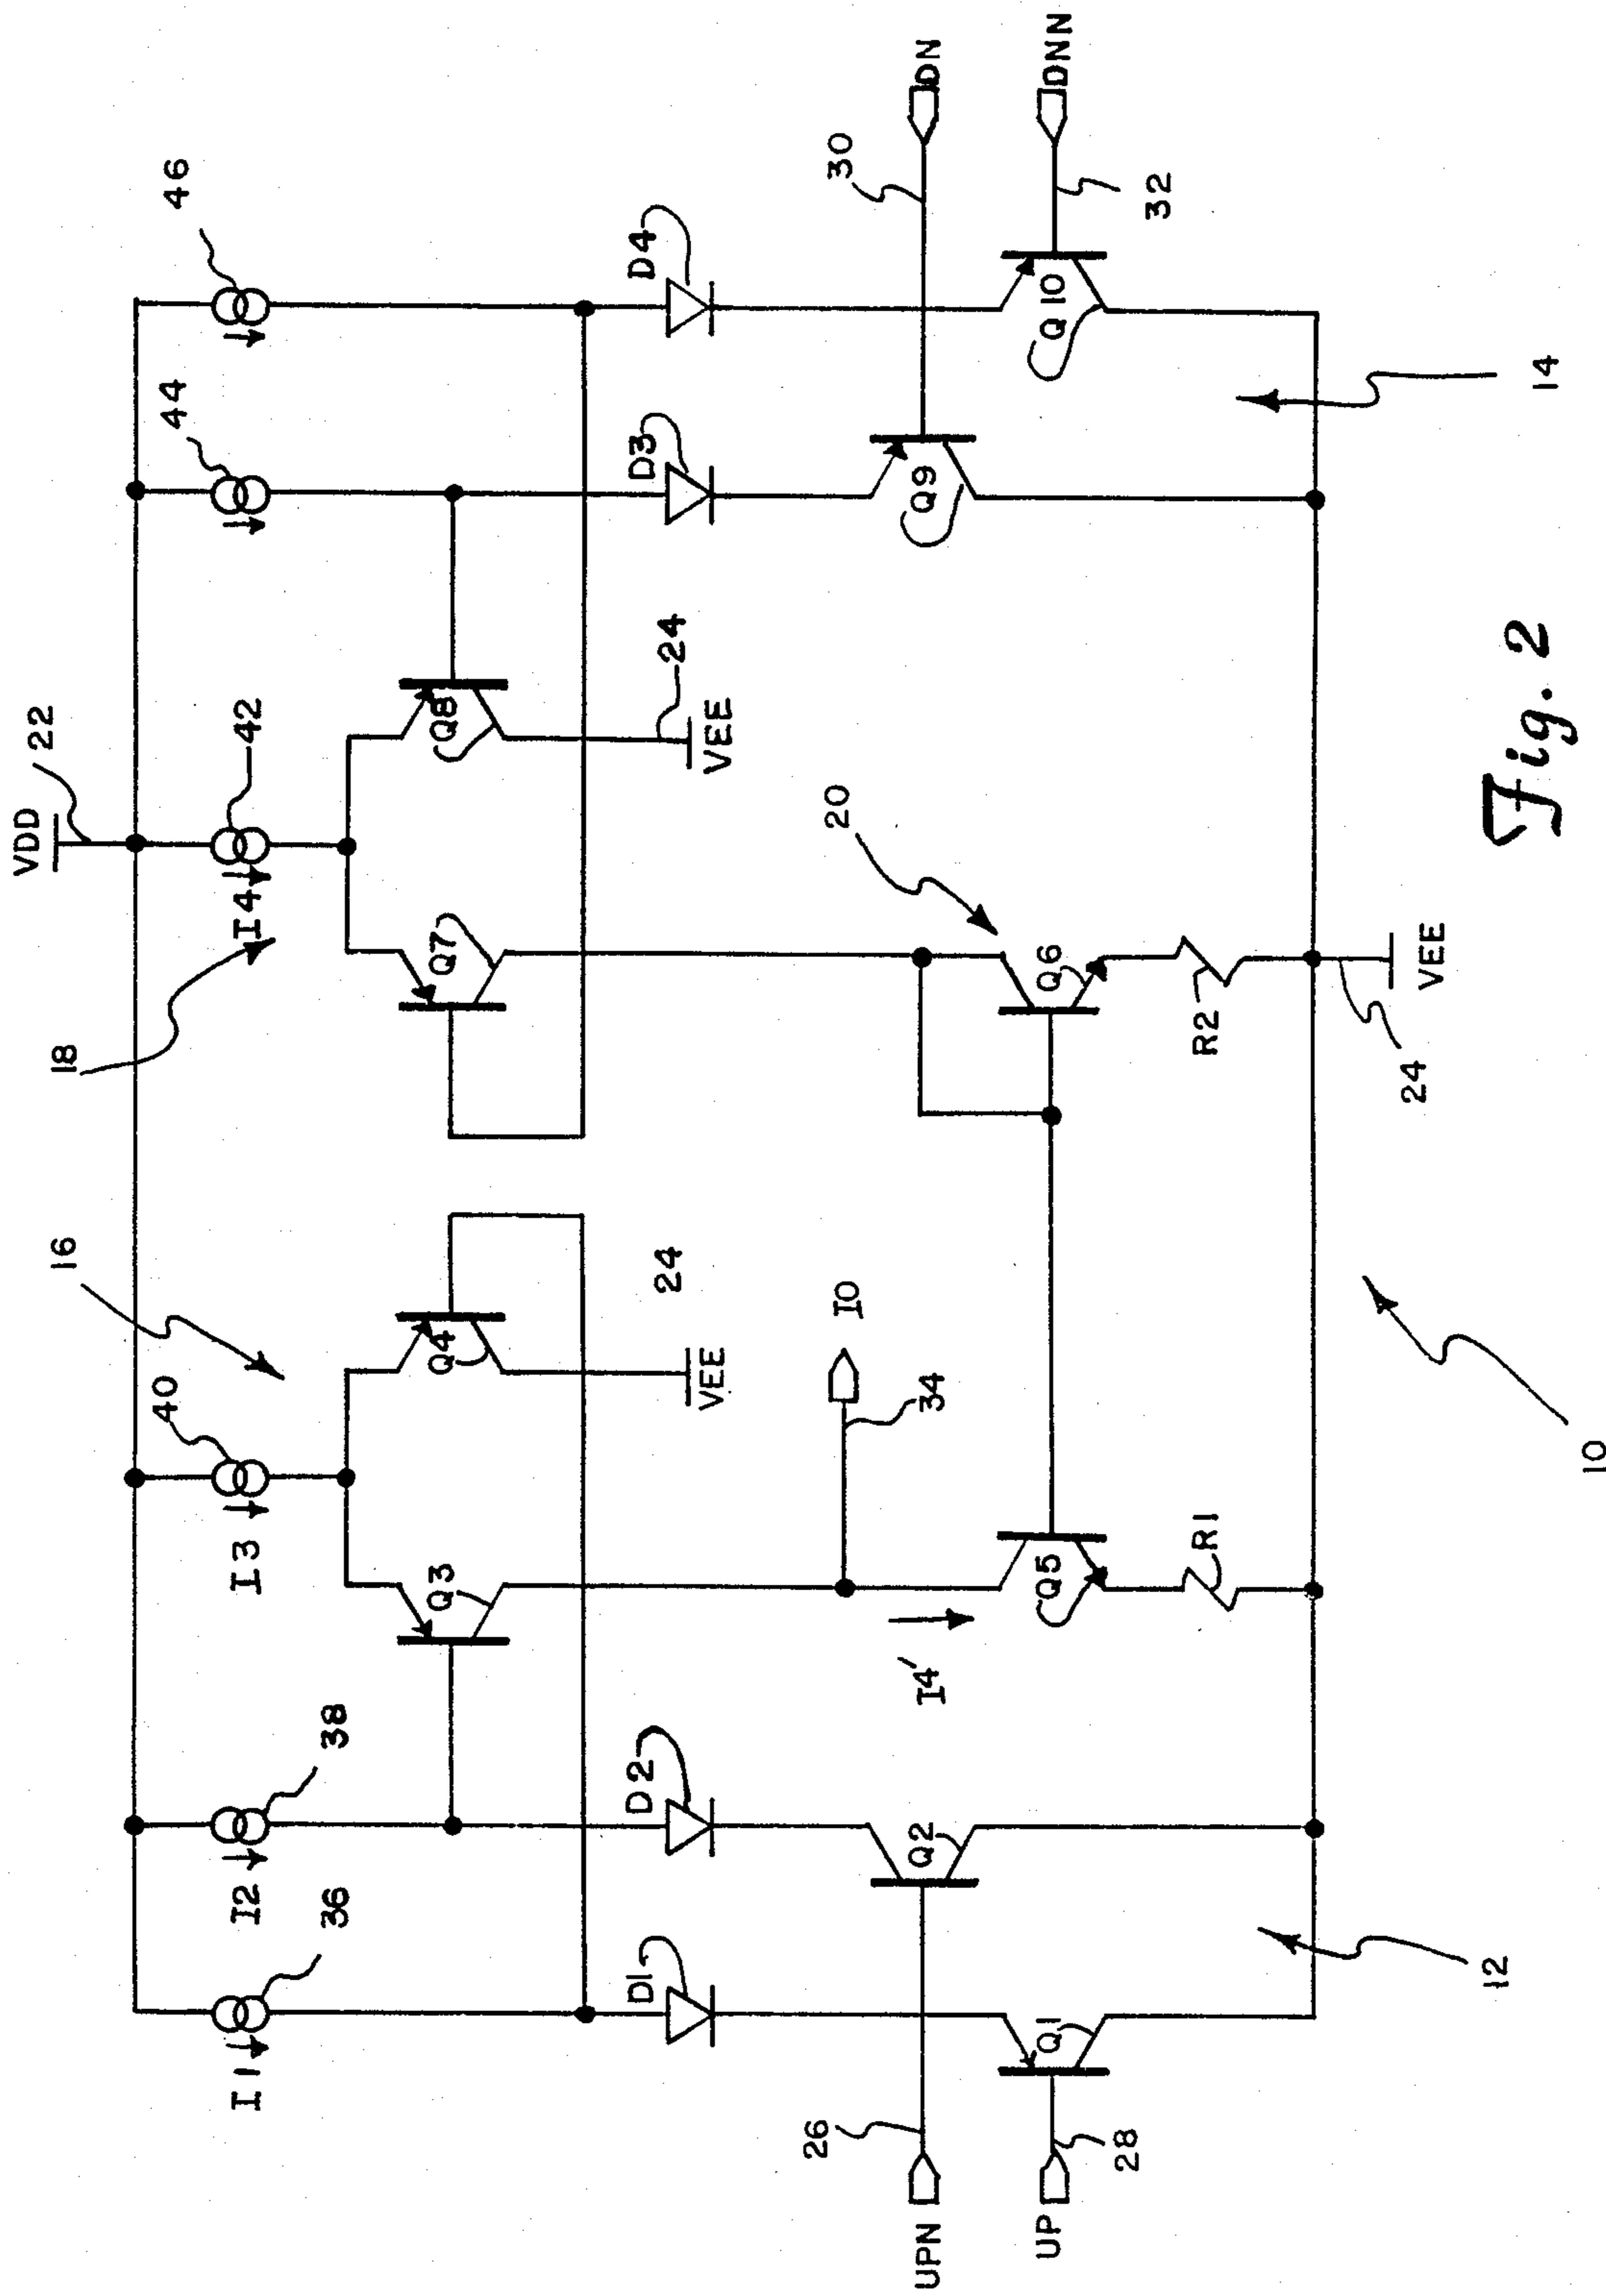 VDD
22
18
16
I4
42
44
46
40
I3
I2
38
I1
36
Q3
Q4
Q7
Q8
24
VEE
24
VEE
D1
D2
D3
D4
20
IO
34
I4'
30
DN
DNN
32
26
UPN
28
UP
Q1
Q2
Q5
Q6
Q9
Q10
R1
R2
24
VEE
12
14
10
Fig. 2